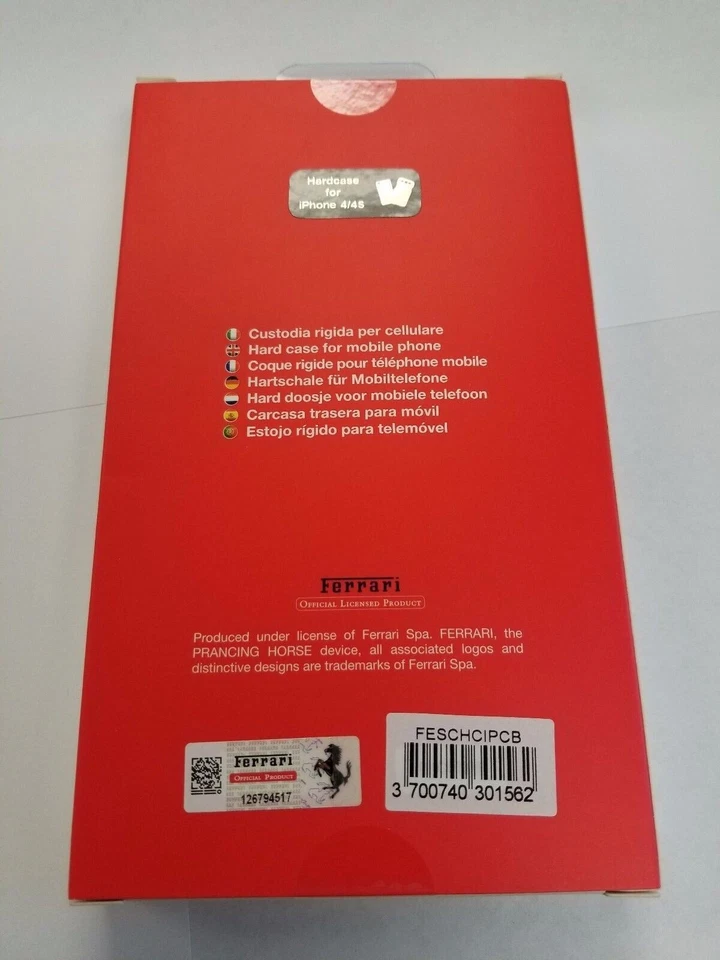 Hardcase
for
iPhone 4/4S
Custodia rigida per cellulare
Hard case for mobile phone
Coque rigide pour téléphone mobile
Hartschale für Mobiltelefone
Hard doosje voor mobiele telefoon
Carcasa trasera para móvil
Estojo rígido para telemóvel
Ferrari
OFFICIAL LICENSED PRODUCT
Produced under license of Ferrari Spa. FERRARI, the
PRANCING HORSE device, all associated logos and
distinctive designs are trademarks of Ferrari Spa.
Ferrari
OFFICIAL PRODUCT
126794517
FESCHCIPCB
3 700740 301562